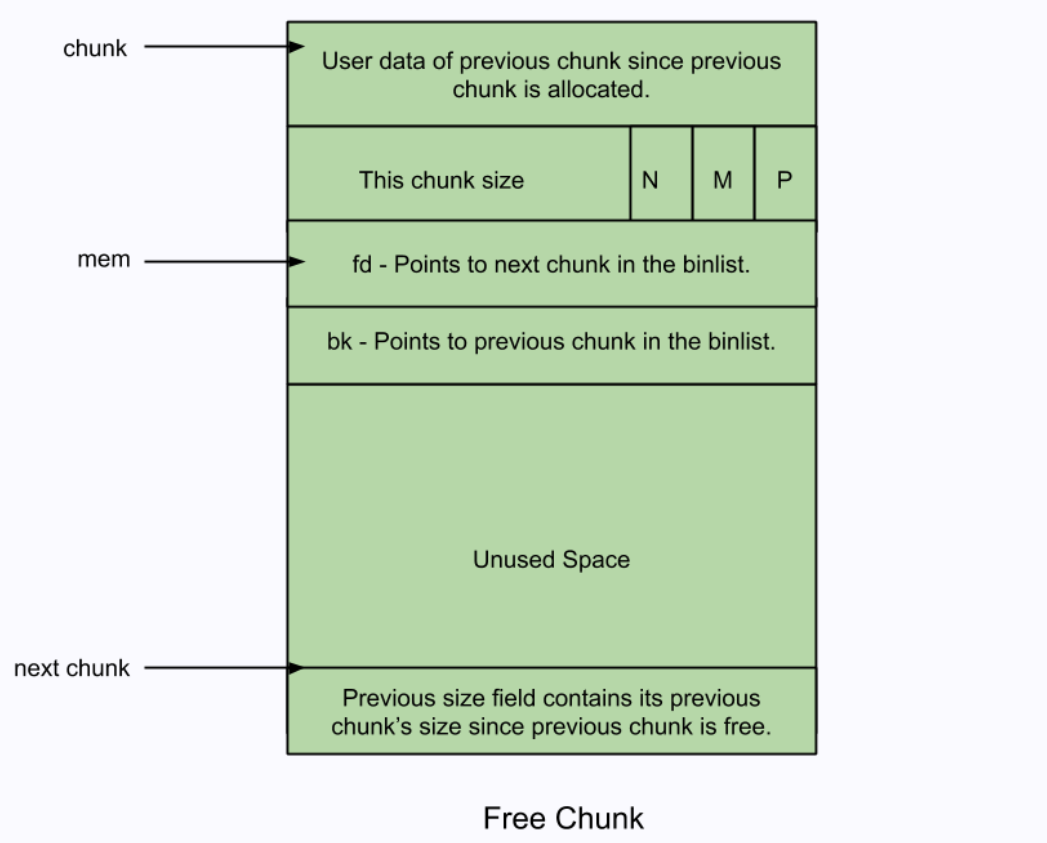 chunk
User data of previous chunk since previous
chunk is allocated.
This chunk size
N
M
P
mem
fd - Points to next chunk in the binlist.
bk - Points to previous chunk in the binlist.
Unused Space
next chunk
Previous size field contains its previous
chunk’s size since previous chunk is free.
Free Chunk